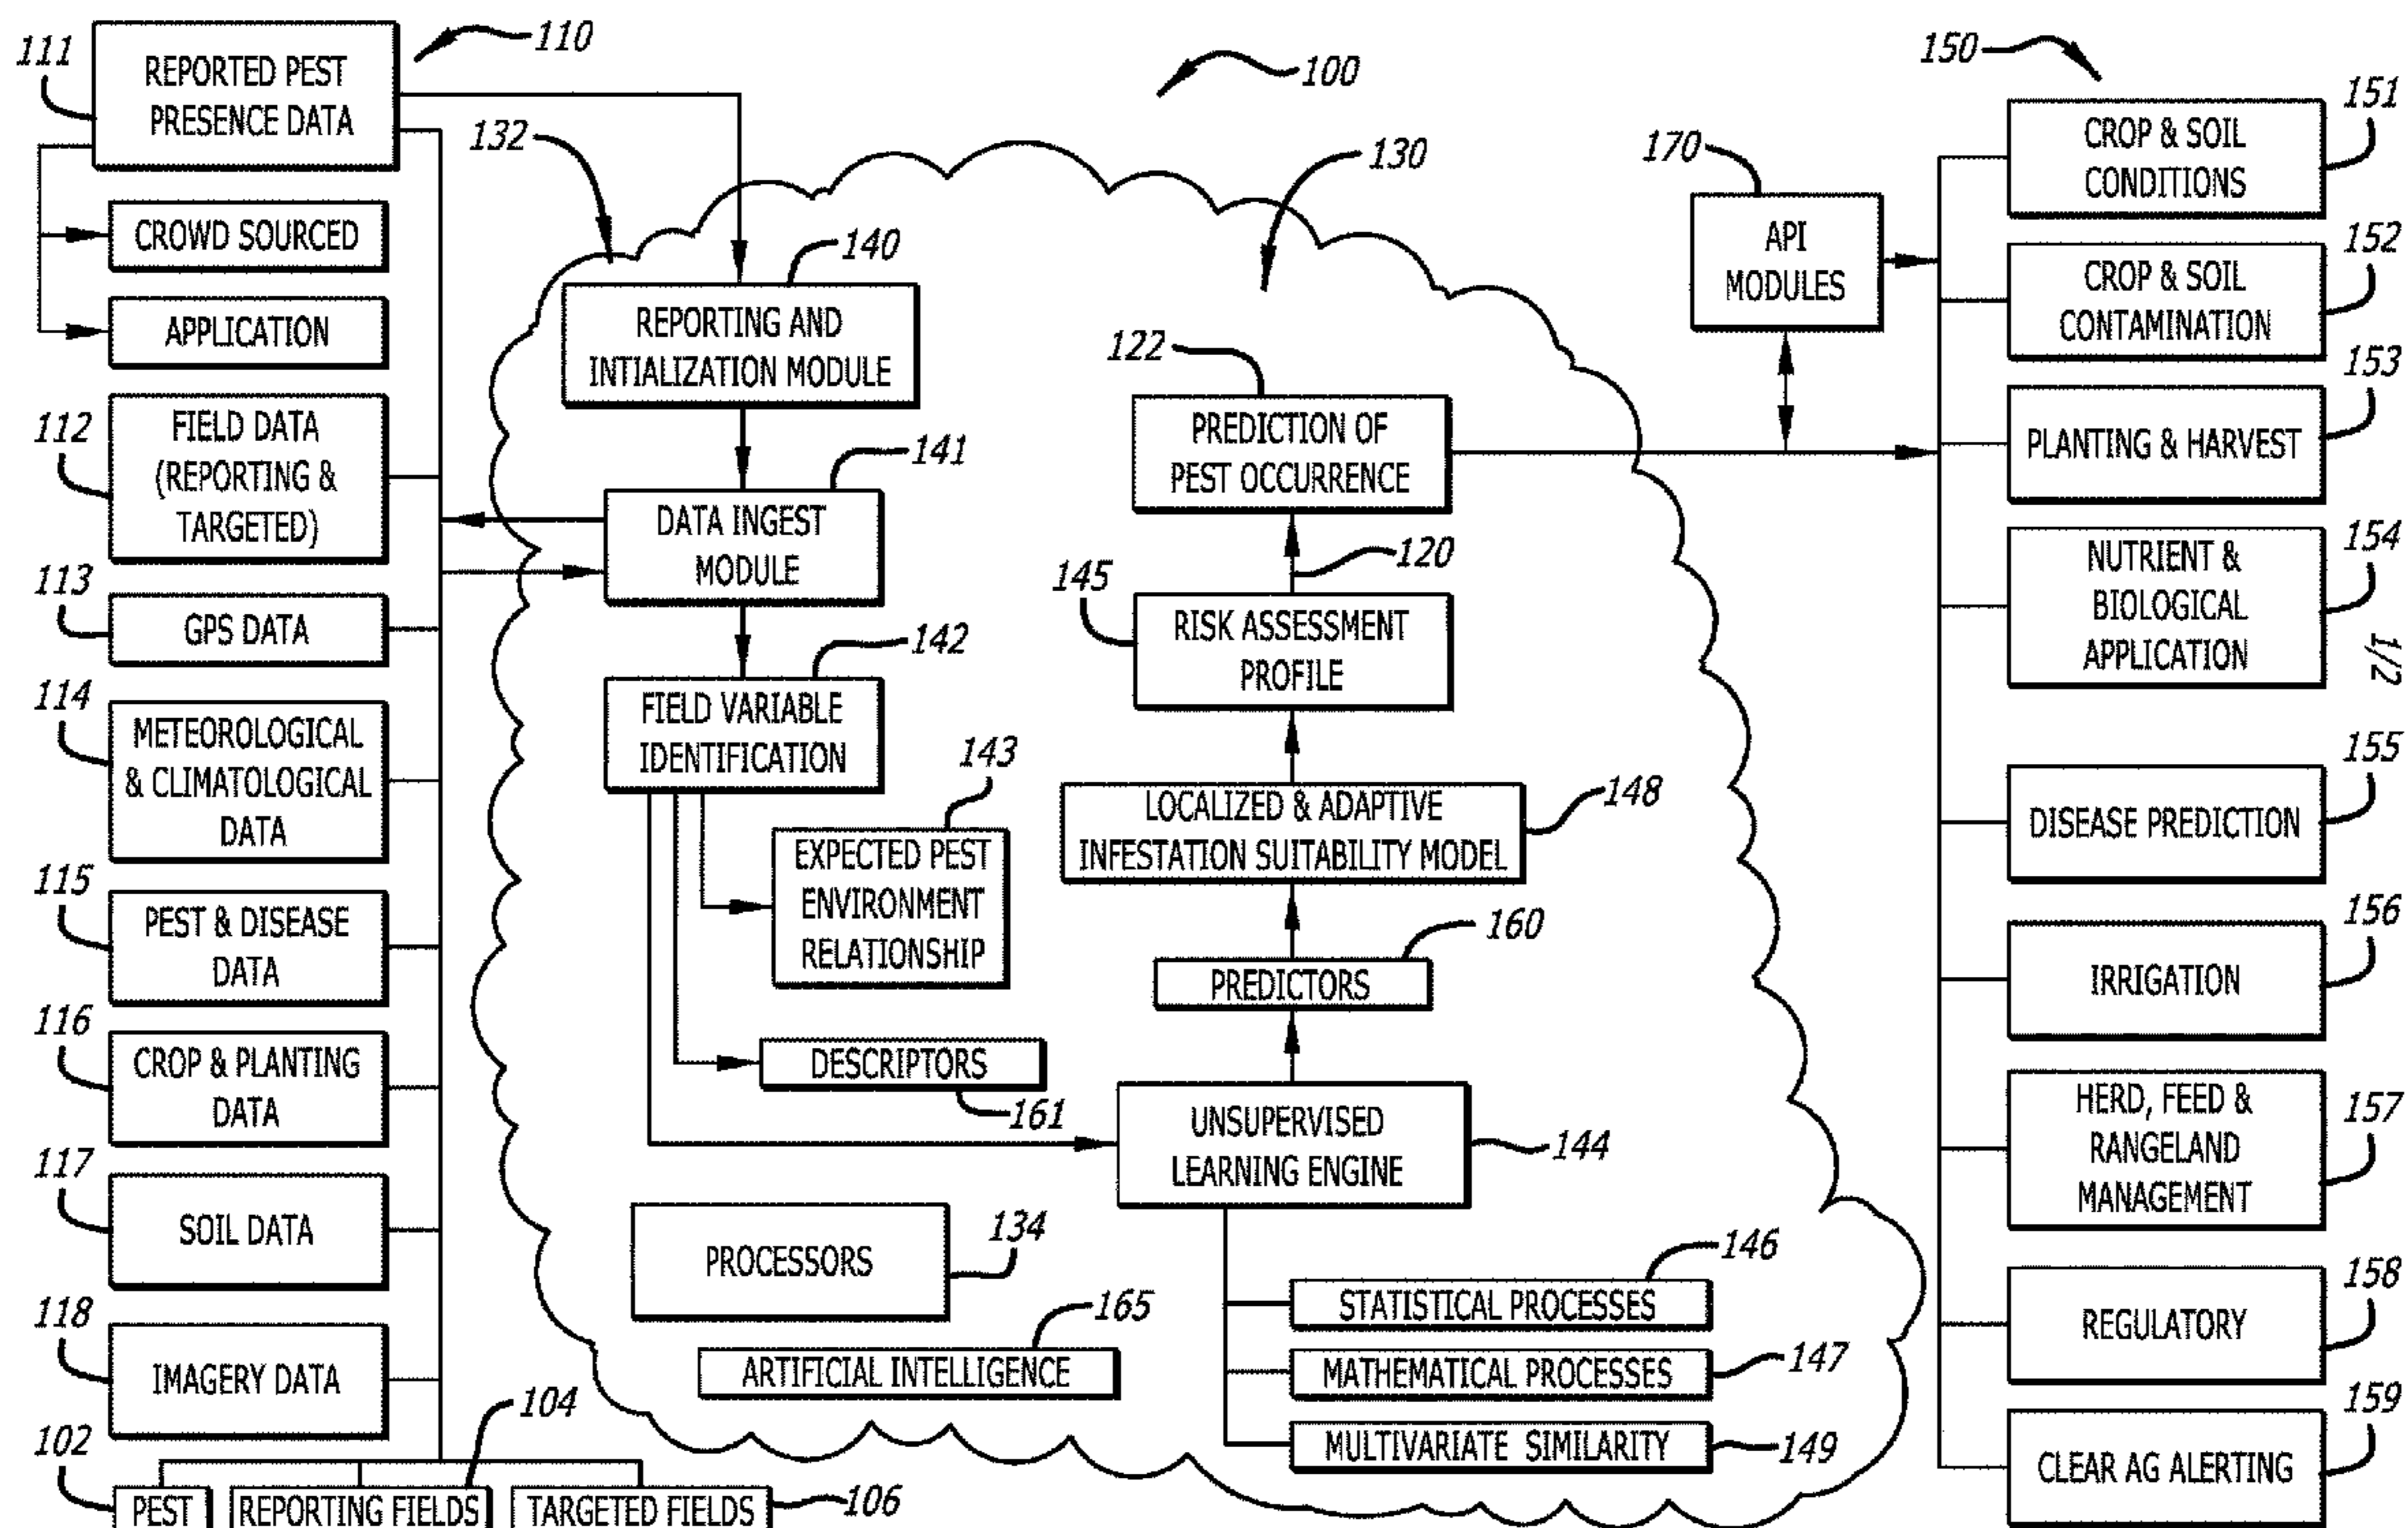 110
111
REPORTED PEST
PRESENCE DATA
CROWD SOURCED
APPLICATION
112
FIELD DATA
(REPORTING &
TARGETED)
113
GPS DATA
114
METEOROLOGICAL
& CLIMATOLOGICAL
DATA
115
PEST & DISEASE
DATA
116
CROP & PLANTING
DATA
117
SOIL DATA
118
IMAGERY DATA
102
PEST
104
REPORTING FIELDS
TARGETED FIELDS
106
100
132
130
140
REPORTING AND
INTIALIZATION MODULE
141
DATA INGEST
MODULE
142
FIELD VARIABLE
IDENTIFICATION
143
EXPECTED PEST
ENVIRONMENT
RELATIONSHIP
DESCRIPTORS
161
PROCESSORS
134
165
ARTIFICIAL INTELLIGENCE
122
PREDICTION OF
PEST OCCURRENCE
120
145
RISK ASSESSMENT
PROFILE
148
LOCALIZED & ADAPTIVE
INFESTATION SUITABILITY MODEL
160
PREDICTORS
UNSUPERVISED
LEARNING ENGINE
144
146
STATISTICAL PROCESSES
MATHEMATICAL PROCESSES
147
MULTIVARIATE SIMILARITY
149
170
API
MODULES
150
151
CROP & SOIL
CONDITIONS
152
CROP & SOIL
CONTAMINATION
153
PLANTING & HARVEST
154
NUTRIENT &
BIOLOGICAL
APPLICATION
1/2
155
DISEASE PREDICTION
156
IRRIGATION
157
HERD, FEED &
RANGELAND
MANAGEMENT
158
REGULATORY
159
CLEAR AG ALERTING